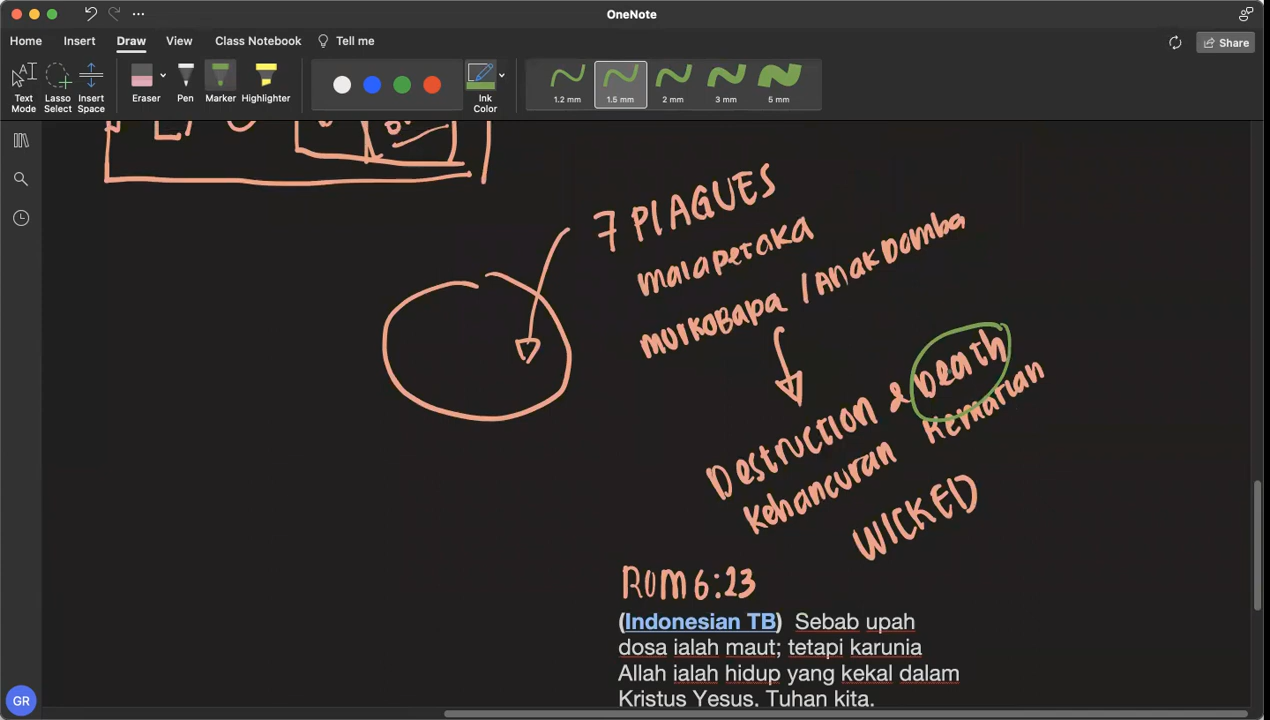 OneNote
Home Insert Draw View Class Notebook Tell me
Share
Text Mode
Lasso Select
Insert Space
Eraser
Pen
Marker
Highlighter
Ink Color
1.2 mm
1.5 mm
2 mm
3 mm
5 mm
7 PLAGUES
malapetaka
murkaBapa / AnakDomba
Destruction & Death
Kehancuran Kematian
WICKED
ROM 6:23
(Indonesian TB) Sebab upah
dosa ialah maut; tetapi karunia
Allah ialah hidup yang kekal dalam
Kristus Yesus, Tuhan kita.
GR